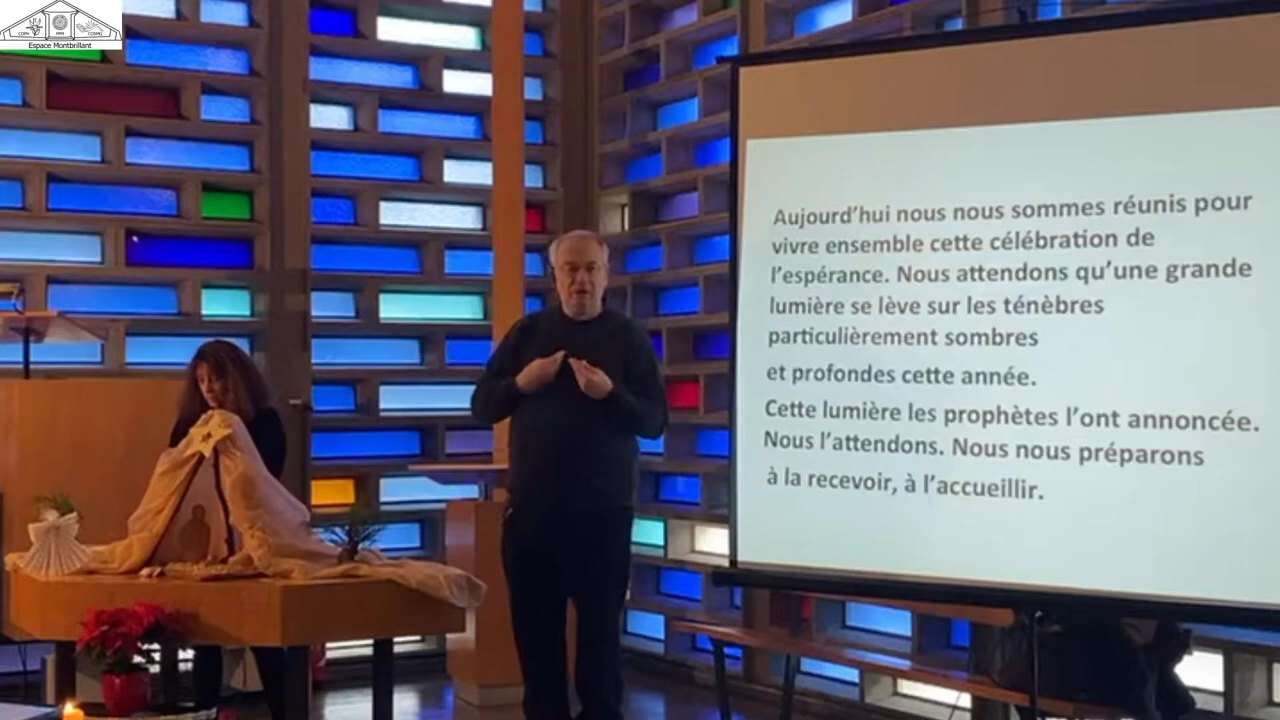 Espace Montbrillant
Aujourd'hui nous nous sommes réunis pour
vivre ensemble cette célébration de
l'espérance. Nous attendons qu'une grande
lumière se lève sur les ténèbres
particulièrement sombres
et profondes cette année.
Cette lumière les prophètes l'ont annoncée.
Nous l'attendons. Nous nous préparons
à la recevoir, à l'accueillir.